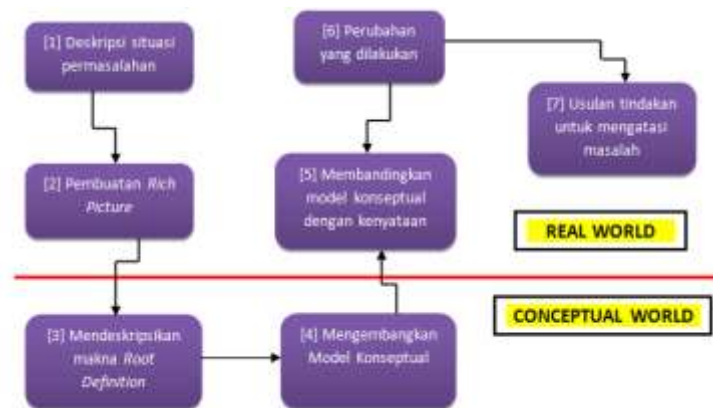 [1] Deskripsi situasi
permasalahan
[2] Pembuatan Rich
Picture
[3] Mendeskripsikan
makna Root
Definition
[4] Mengembangkan
Model Konseptual
[5] Membandingkan
model konseptual
dengan kenyataan
[6] Perubahan
yang dilakukan
[7] Usulan tindakan
untuk mengatasi
masalah
REAL WORLD
CONCEPTUAL WORLD